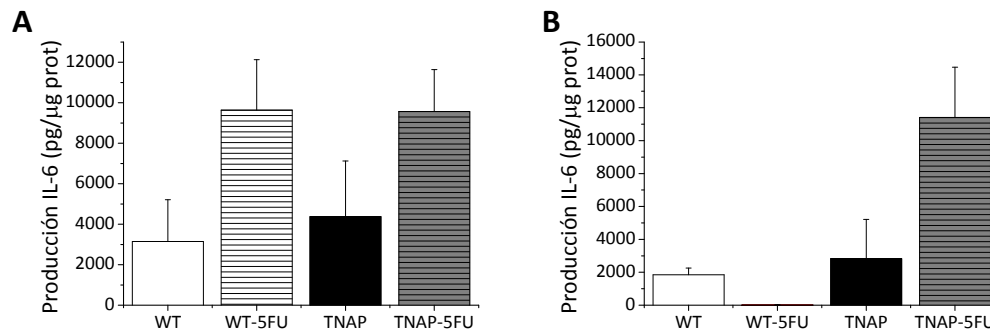 A
Producción IL-6 (pg/µg prot)
12000
10000
8000
6000
4000
2000
0
WT
WT-5FU
TNAP
TNAP-5FU
B
Producción IL-6 (pg/µg prot)
16000
14000
12000
10000
8000
6000
4000
2000
0
WT
WT-5FU
TNAP
TNAP-5FU